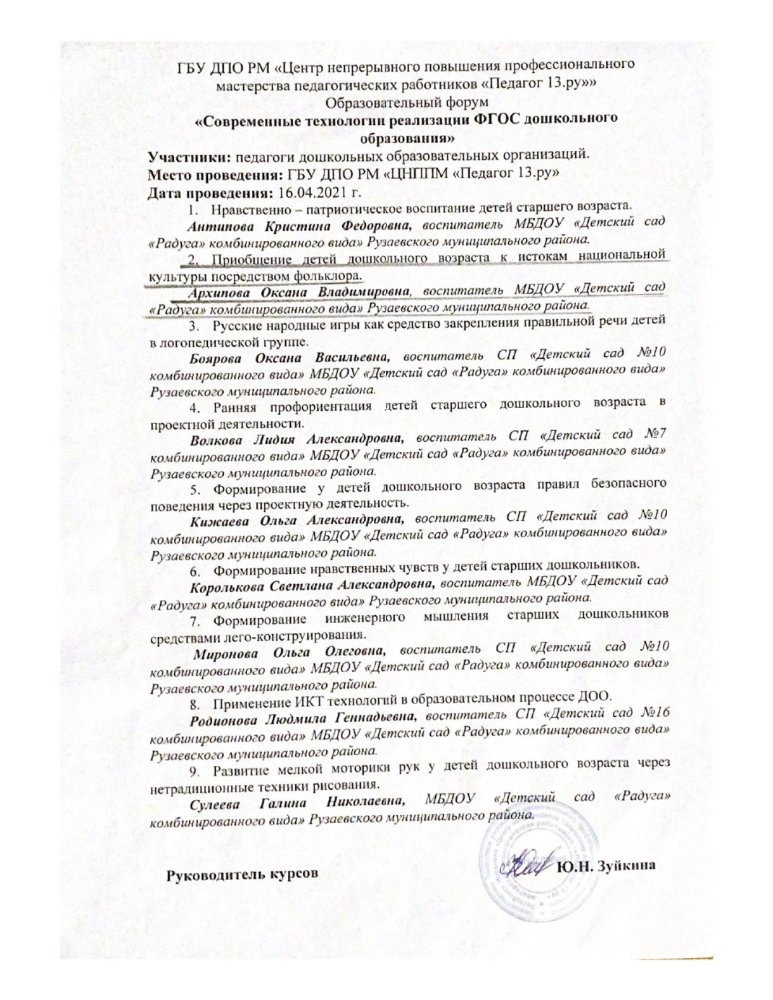 ГБУ ДПО РМ «Центр непрерывного повышения профессионального
мастерства педагогических работников «Педагог 13.ру»»
Образовательный форум
«Современные технологии реализации ФГОС дошкольного
образования»
Участники: педагоги дошкольных образовательных организаций.
Место проведения: ГБУ ДПО РМ «ЦНППМ «Педагог 13.ру»
Дата проведения: 16.04.2021 г.
1. Нравственно – патриотическое воспитание детей старшего возраста.
Антипова Кристина Федоровна, воспитатель МБДОУ «Детский сад
«Радуга» комбинированного вида» Рузаевского муниципального района.
2. Приобщение детей дошкольного возраста к истокам национальной
культуры посредством фольклора.
Архипова Оксана Владимировна, воспитатель МБДОУ «Детский сад
«Радуга» комбинированного вида» Рузаевского муниципального района.
3. Русские народные игры как средство закрепления правильной речи детей
в логопедической группе.
Боярова Оксана Васильевна, воспитатель СП «Детский сад №10
комбинированного вида» МБДОУ «Детский сад «Радуга» комбинированного вида»
Рузаевского муниципального района.
4. Ранняя профориентация детей старшего дошкольного возраста в
проектной деятельности.
Волкова Лидия Александровна, воспитатель СП «Детский сад №7
комбинированного вида» МБДОУ «Детский сад «Радуга» комбинированного вида»
Рузаевского муниципального района.
5. Формирование у детей дошкольного возраста правил безопасного
поведения через проектную деятельность.
Кижаева Ольга Александровна, воспитатель СП «Детский сад №10
комбинированного вида» МБДОУ «Детский сад «Радуга» комбинированного вида»
Рузаевского муниципального района.
6. Формирование нравственных чувств у детей старших дошкольников.
Королькова Светлана Александровна, воспитатель МБДОУ «Детский сад
«Радуга» комбинированного вида» Рузаевского муниципального района.
7. Формирование инженерного мышления старших дошкольников
средствами лего-конструирования.
Миронова Ольга Олеговна, воспитатель СП «Детский сад №10
комбинированного вида» МБДОУ «Детский сад «Радуга» комбинированного вида»
Рузаевского муниципального района.
8. Применение ИКТ технологий в образовательном процессе ДОО.
Родионова Людмила Геннадьевна, воспитатель СП «Детский сад №16
комбинированного вида» МБДОУ «Детский сад «Радуга» комбинированного вида»
Рузаевского муниципального района.
9. Развитие мелкой моторики рук у детей дошкольного возраста через
нетрадиционные техники рисования.
Сулеева Галина Николаевна, МБДОУ «Детский сад «Радуга»
комбинированного вида» Рузаевского муниципального района.
Руководитель курсов Ю.Н. Зуйкина